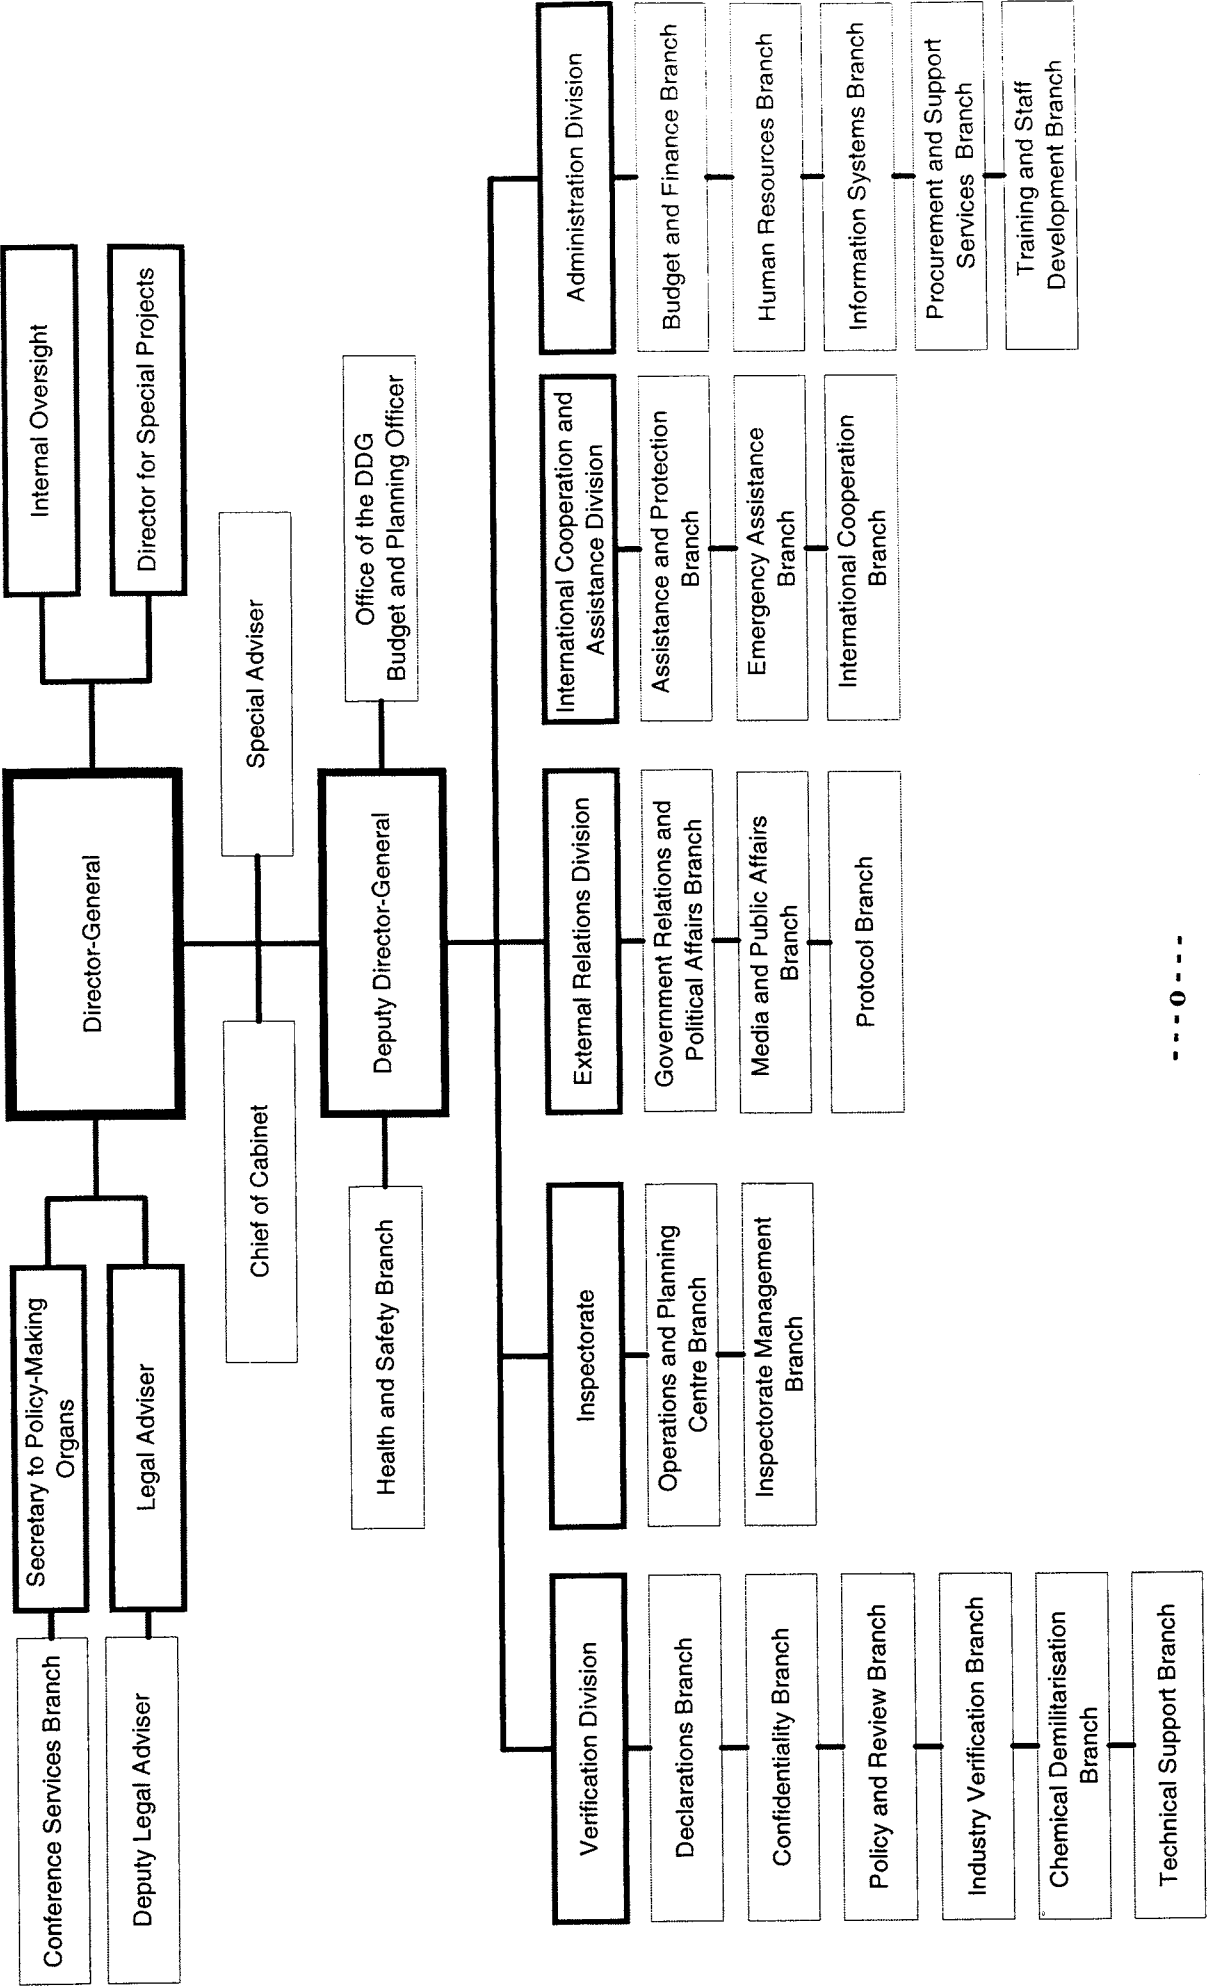 Director-General
Secretary to Policy-Making
Organs
Legal Adviser
Conference Services Branch
Deputy Legal Adviser
Internal Oversight
Director for Special Projects
Chief of Cabinet
Special Adviser
Deputy Director-General
Health and Safety Branch
Office of the DDG
Budget and Planning Officer
Verification Division
Declarations Branch
Confidentiality Branch
Policy and Review Branch
Industry Verification Branch
Chemical Demilitarisation
Branch
Technical Support Branch
Inspectorate
Operations and Planning
Centre Branch
Inspectorate Management
Branch
External Relations Division
Government Relations and
Political Affairs Branch
Media and Public Affairs
Branch
Protocol Branch
International Cooperation and
Assistance Division
Assistance and Protection
Branch
Emergency Assistance
Branch
International Cooperation
Branch
Administration Division
Budget and Finance Branch
Human Resources Branch
Information Systems Branch
Procurement and Support
Services Branch
Training and Staff
Development Branch
---o---